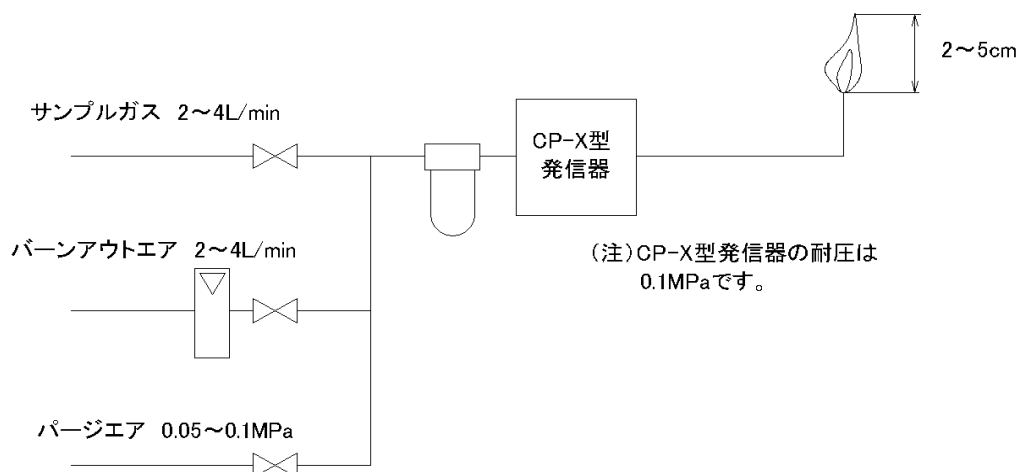 2～5cm
サンプルガス 2～4L/min
CP-X型
発信器
バーンアウトエア 2～4L/min
(注)CP-X型発信器の耐圧は
0.1MPaです。
パージエア 0.05～0.1MPa